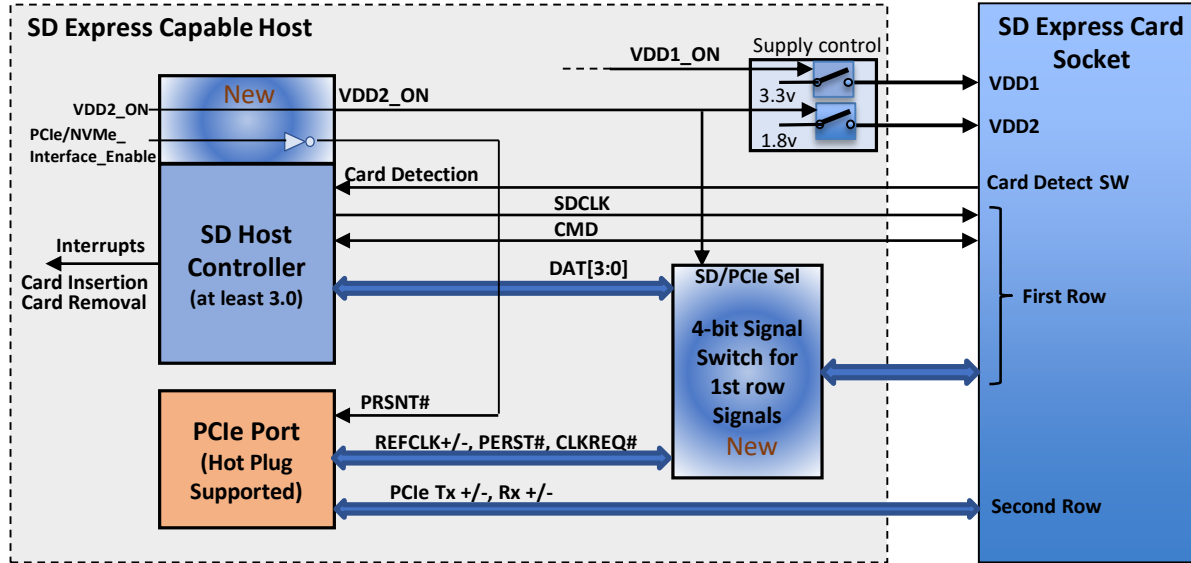 SD Express Capable Host
SD Express Card
Socket
Supply control
VDD1_ON
VDD1
3.3v
New
VDD2_ON
VDD2_ON
VDD2
1.8v
PCIe/NVMe_
Interface_Enable
Card Detection
Card Detect SW
SDCLK
CMD
SD Host
Controller
(at least 3.0)
Interrupts
Card Insertion
Card Removal
DAT[3:0]
SD/PCIe Sel
4-bit Signal
Switch for
1st row
Signals
New
First Row
PRSNT#
PCIe Port
(Hot Plug
Supported)
REFCLK+/-, PERST#, CLKREQ#
PCIe Tx +/-, Rx +/-
Second Row